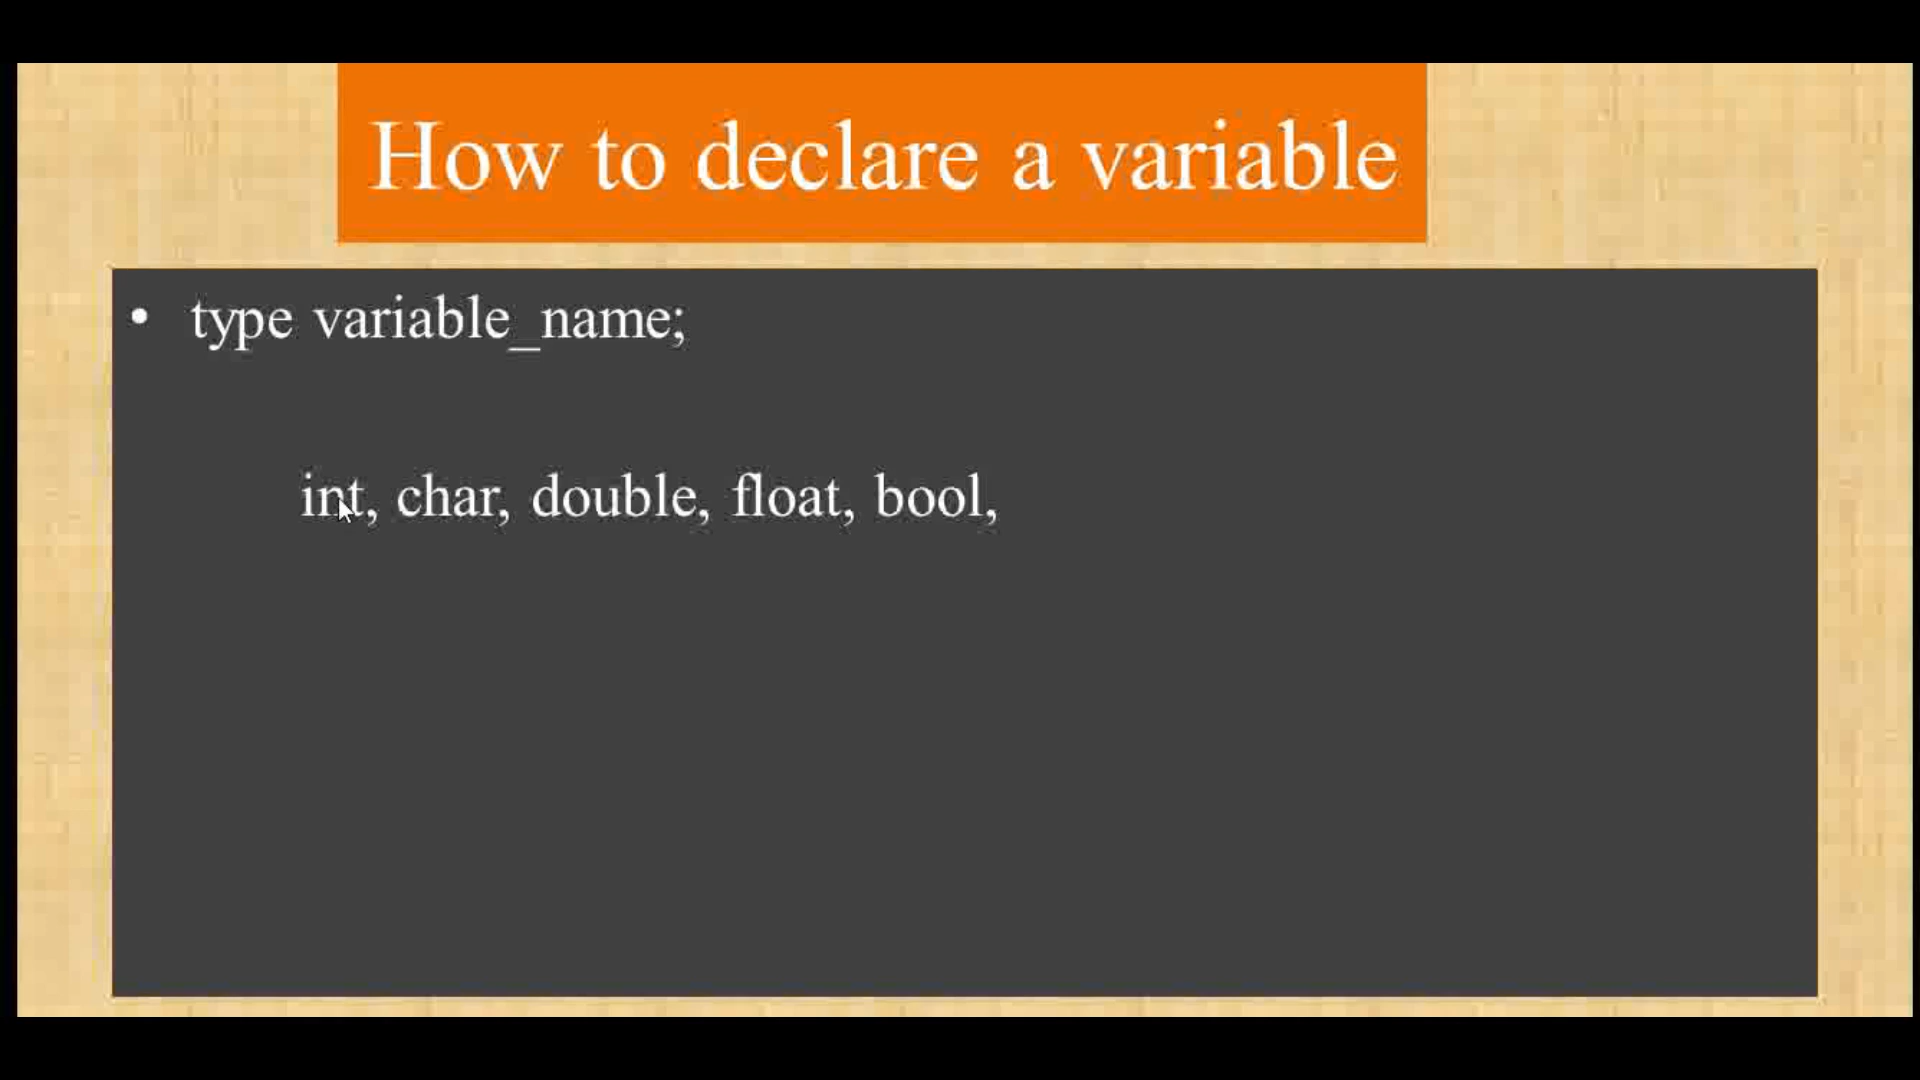 How to declare a variable
• type variable_name;
int, char, double, float, bool,